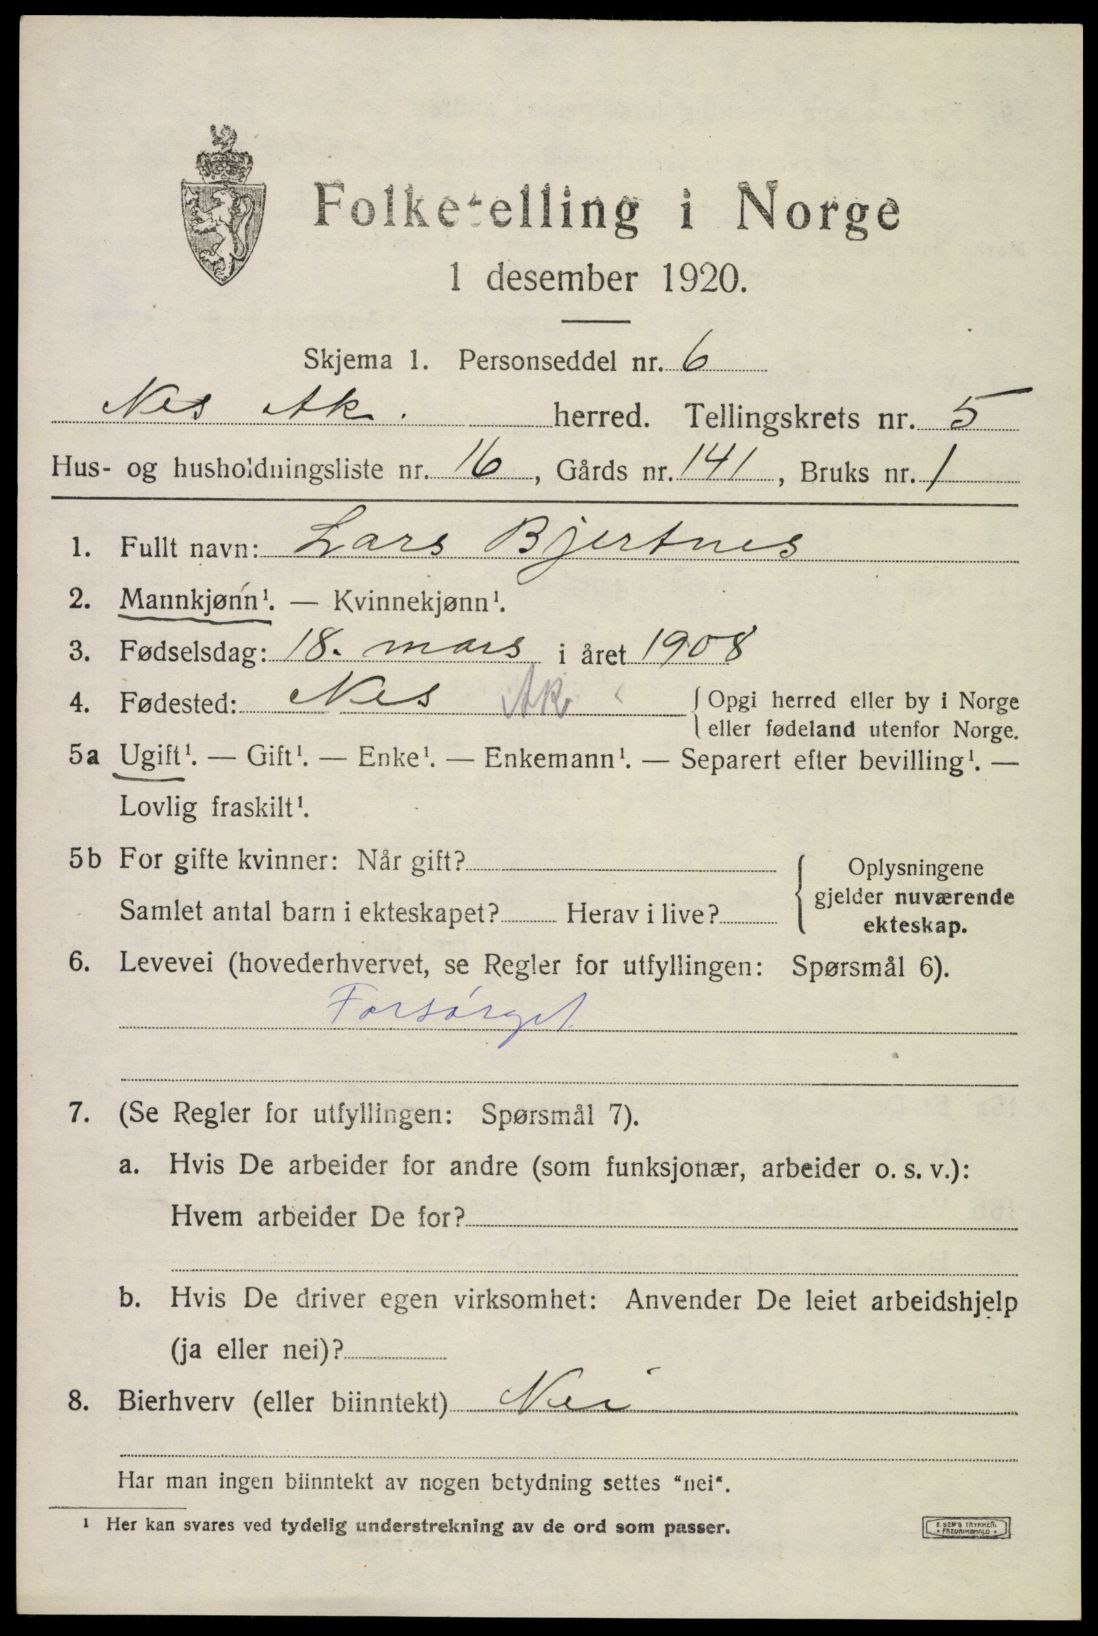 Folketelling i Norge
1 desember 1920.
Skjema 1. Personseddel nr. 6
Nes Ak. herred. Tellingskrets nr. 5
Hus- og husholdningsliste nr. 16, Gårds nr. 141, Bruks nr. 1
1. Fullt navn: Lars Bjertnes
2. Mannkjønn¹. — Kvinnekjønn¹.
3. Fødselsdag: 18. mars i året 1908
4. Fødested: Nes Ak. { Opgi herred eller by i Norge
eller fødeland utenfor Norge.
5a Ugift¹. — Gift¹. — Enke¹. — Enkemann¹. — Separert efter bevilling¹. —
Lovlig fraskilt¹.
5b For gifte kvinner: Når gift?
Samlet antal barn i ekteskapet? Herav i live?
{ Oplysningene
gjelder nuværende
ekteskap.
6. Levevei (hovederhvervet, se Regler for utfyllingen: Spørsmål 6).
Forsørget
7. (Se Regler for utfyllingen: Spørsmål 7).
a. Hvis De arbeider for andre (som funksjonær, arbeider o. s. v.):
Hvem arbeider De for?
b. Hvis De driver egen virksomhet: Anvender De leiet arbeidshjelp
(ja eller nei)?
8. Bierhverv (eller biinntekt) Nei
Har man ingen biinntekt av nogen betydning settes "nei".
¹ Her kan svares ved tydelig understrekning av de ord som passer.
E. SEM'S TRYKKERI
FREDRIKSHALD